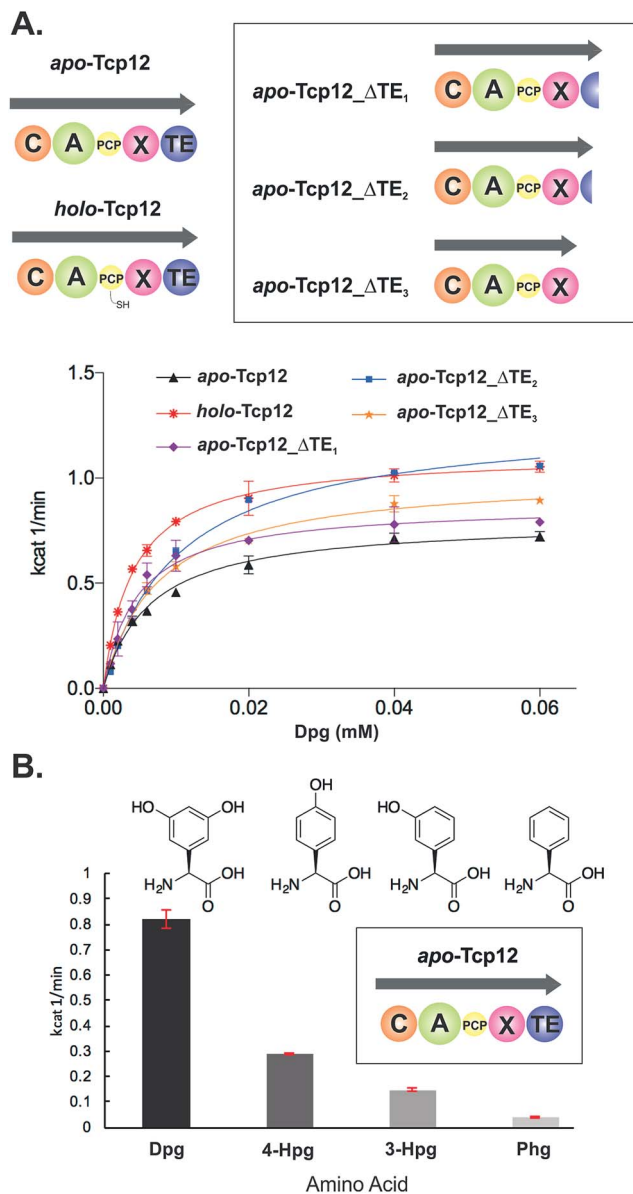 A.
apo-Tcp12
C A PCP X TE
holo-Tcp12
C A PCP X TE
SH
apo-Tcp12_ΔTE₁
C A PCP X
apo-Tcp12_ΔTE₂
C A PCP X
apo-Tcp12_ΔTE₃
C A PCP X
1.5
1.0
0.5
0.0
kcat 1/min
apo-Tcp12
holo-Tcp12
apo-Tcp12_ΔTE₁
apo-Tcp12_ΔTE₂
apo-Tcp12_ΔTE₃
0.00 0.02 0.04 0.06
Dpg (mM)
B.
HO OH
H₂N OH
O
OH
H₂N OH
O
HO
H₂N OH
O
H₂N OH
O
1
0.9
0.8
0.7
0.6
0.5
0.4
0.3
0.2
0.1
0
kcat 1/min
apo-Tcp12
C A PCP X TE
Dpg 4-Hpg 3-Hpg Phg
Amino Acid